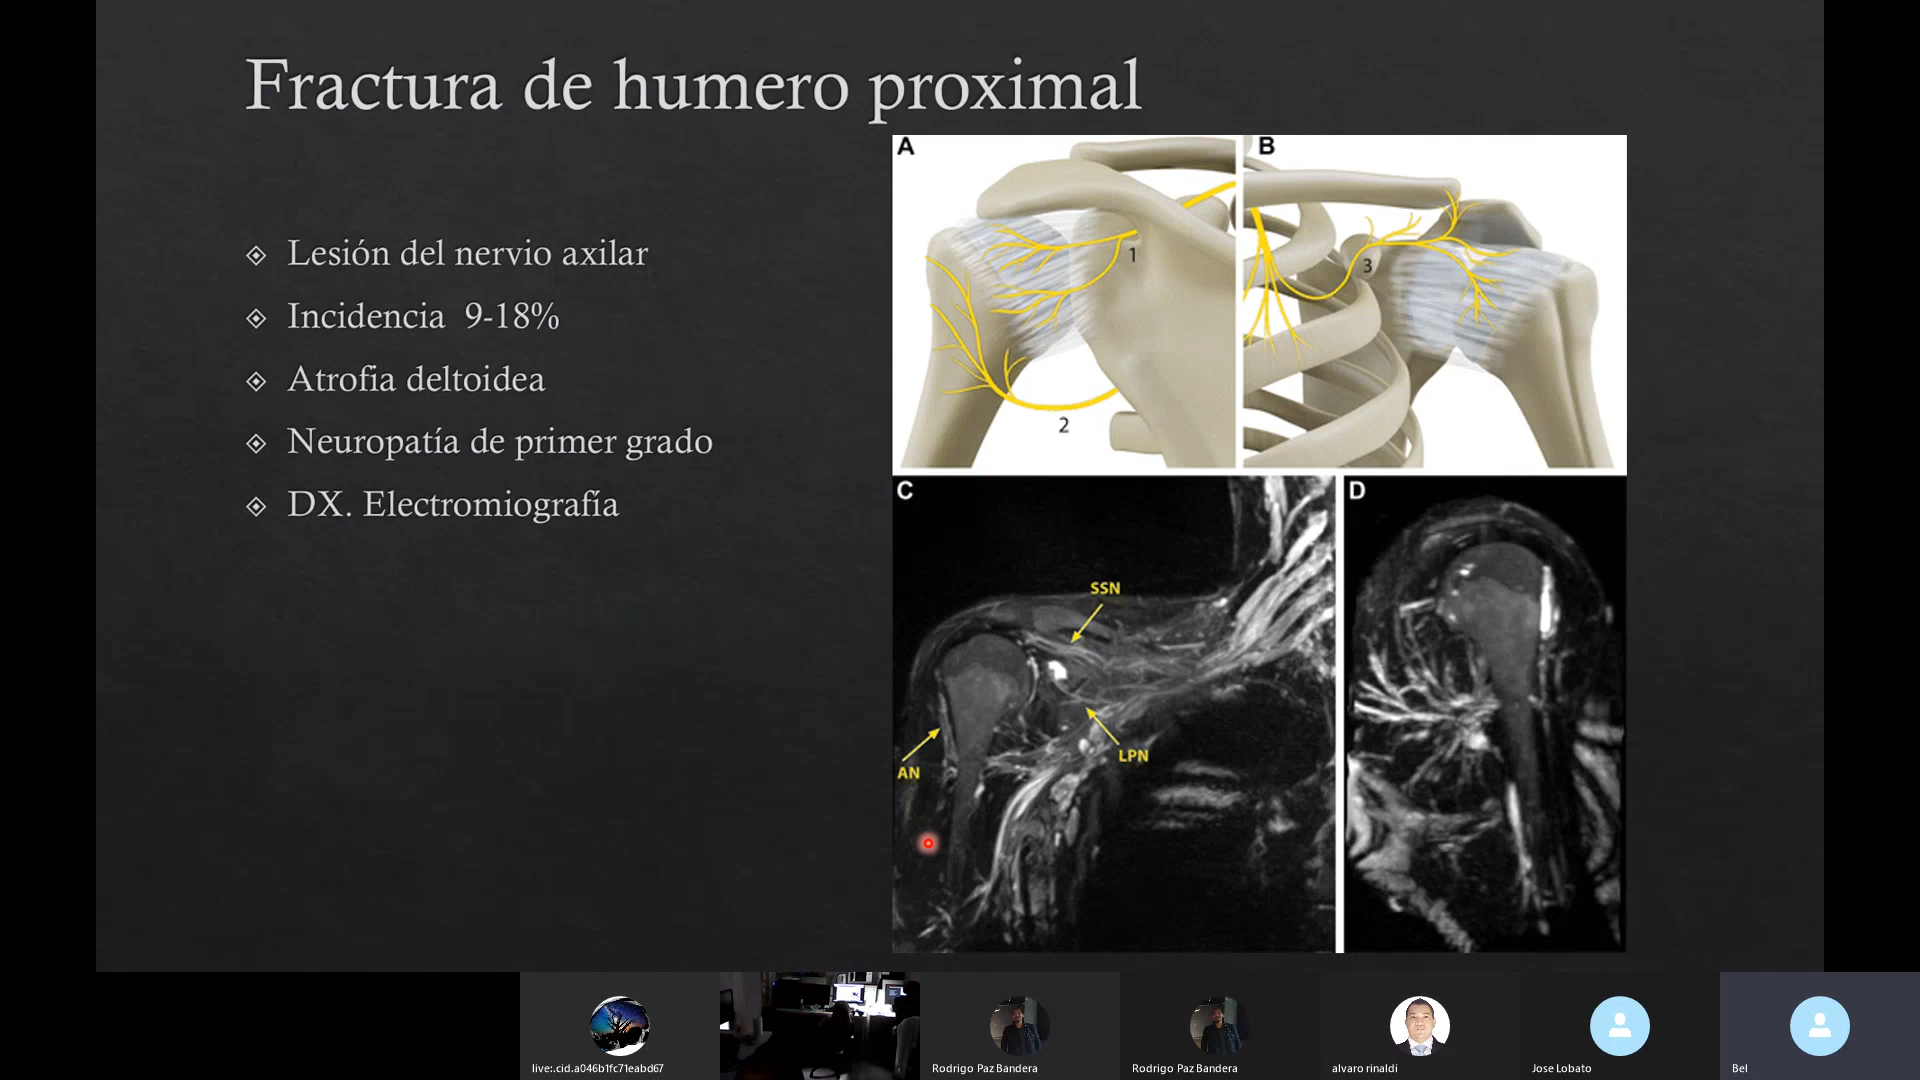 Fractura de humero proximal
Lesión del nervio axilar
Incidencia 9-18%
Atrofia deltoidea
Neuropatía de primer grado
DX. Electromiografía
A
B
1
2
3
C
D
SSN
LPN
AN
live:.cid.a046b1fc71eabd67
Rodrigo Paz Bandera
Rodrigo Paz Bandera
alvaro rinaldi
Jose Lobato
Bel